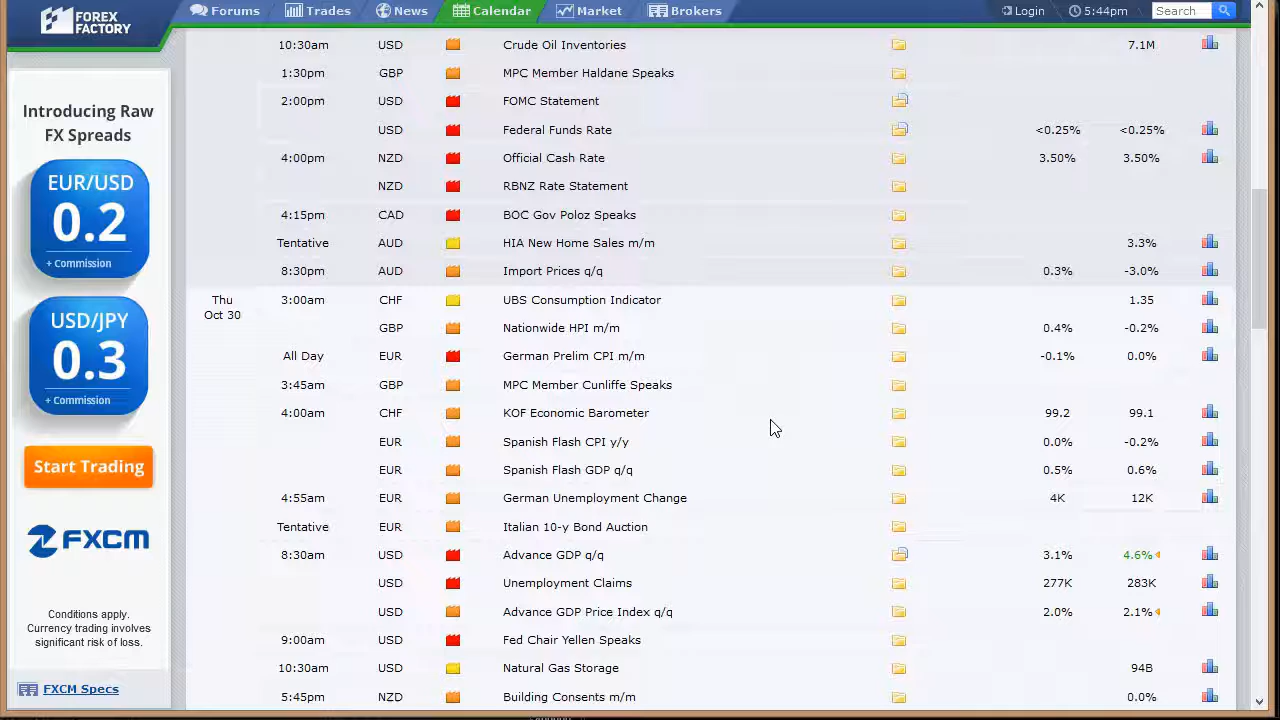 FOREX FACTORY
Forums Trades News Calendar Market Brokers Login 5:44pm Search
Introducing Raw
FX Spreads
EUR/USD
0.2
+ Commission
USD/JPY
0.3
+ Commission
Start Trading
FXCM
Conditions apply.
Currency trading involves
significant risk of loss.
FXCM Specs
10:30am USD Crude Oil Inventories 7.1M
1:30pm GBP MPC Member Haldane Speaks
2:00pm USD FOMC Statement
USD Federal Funds Rate <0.25% <0.25%
4:00pm NZD Official Cash Rate 3.50% 3.50%
NZD RBNZ Rate Statement
4:15pm CAD BOC Gov Poloz Speaks
Tentative AUD HIA New Home Sales m/m 3.3%
8:30pm AUD Import Prices q/q 0.3% -3.0%
Thu
Oct 30
3:00am CHF UBS Consumption Indicator 1.35
GBP Nationwide HPI m/m 0.4% -0.2%
All Day EUR German Prelim CPI m/m -0.1% 0.0%
3:45am GBP MPC Member Cunliffe Speaks
4:00am CHF KOF Economic Barometer 99.2 99.1
EUR Spanish Flash CPI y/y 0.0% -0.2%
EUR Spanish Flash GDP q/q 0.5% 0.6%
4:55am EUR German Unemployment Change 4K 12K
Tentative EUR Italian 10-y Bond Auction
8:30am USD Advance GDP q/q 3.1% 4.6%
USD Unemployment Claims 277K 283K
USD Advance GDP Price Index q/q 2.0% 2.1%
9:00am USD Fed Chair Yellen Speaks
10:30am USD Natural Gas Storage 94B
5:45pm NZD Building Consents m/m 0.0%